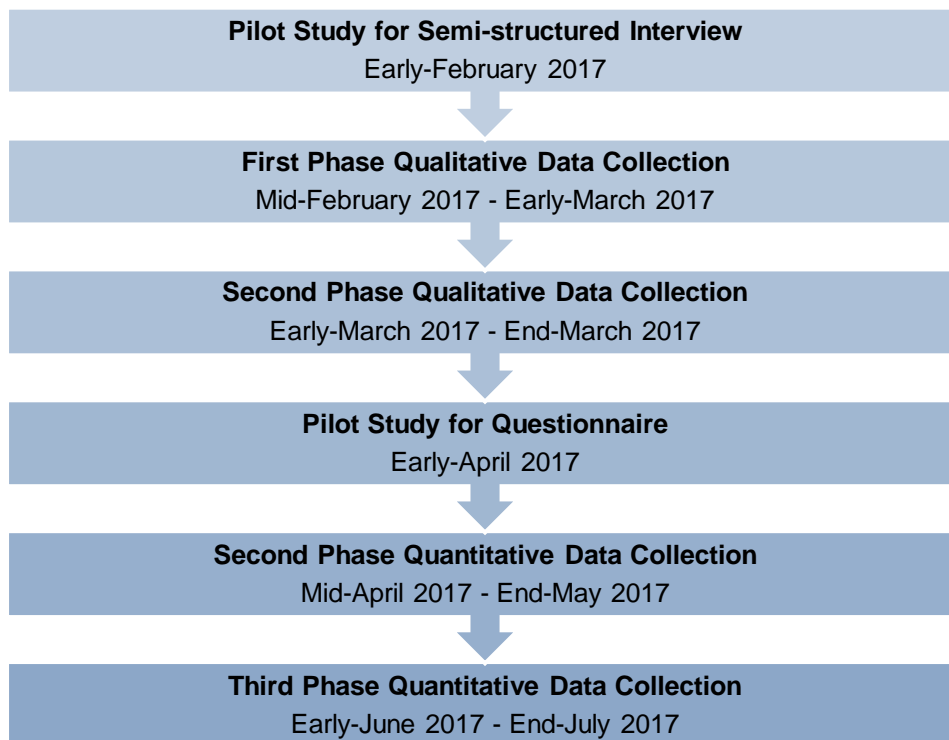 Pilot Study for Semi-structured Interview
Early-February 2017
First Phase Qualitative Data Collection
Mid-February 2017 - Early-March 2017
Second Phase Qualitative Data Collection
Early-March 2017 - End-March 2017
Pilot Study for Questionnaire
Early-April 2017
Second Phase Quantitative Data Collection
Mid-April 2017 - End-May 2017
Third Phase Quantitative Data Collection
Early-June 2017 - End-July 2017